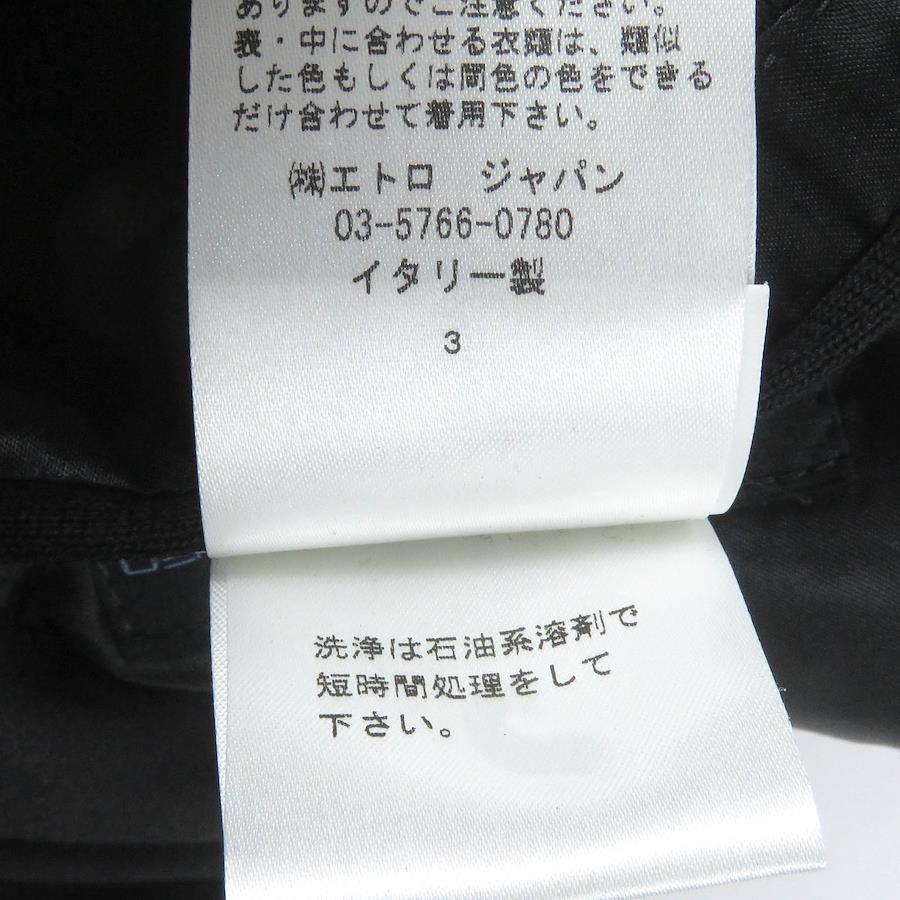 ありますのでご注意ください。
表・中に合わせる衣類は、類似
した色もしくは同色の色をできる
だけ合わせて着用下さい。
㈱エトロ ジャパン
03-5766-0780
イタリー製
3
洗浄は石油系溶剤で
短時間処理をして
下さい。